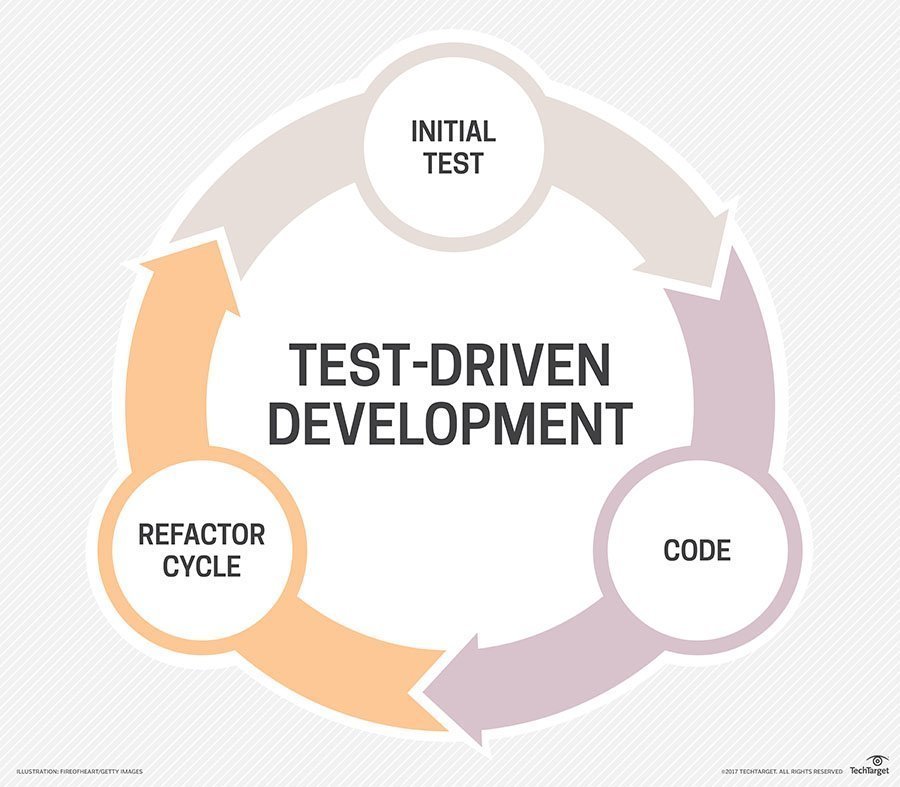 INITIAL
TEST
TEST-DRIVEN
DEVELOPMENT
REFACTOR
CYCLE
CODE
ILLUSTRATION: FIREOFHEART/GETTY IMAGES
©2017 TECHTARGET. ALL RIGHTS RESERVED
TechTarget